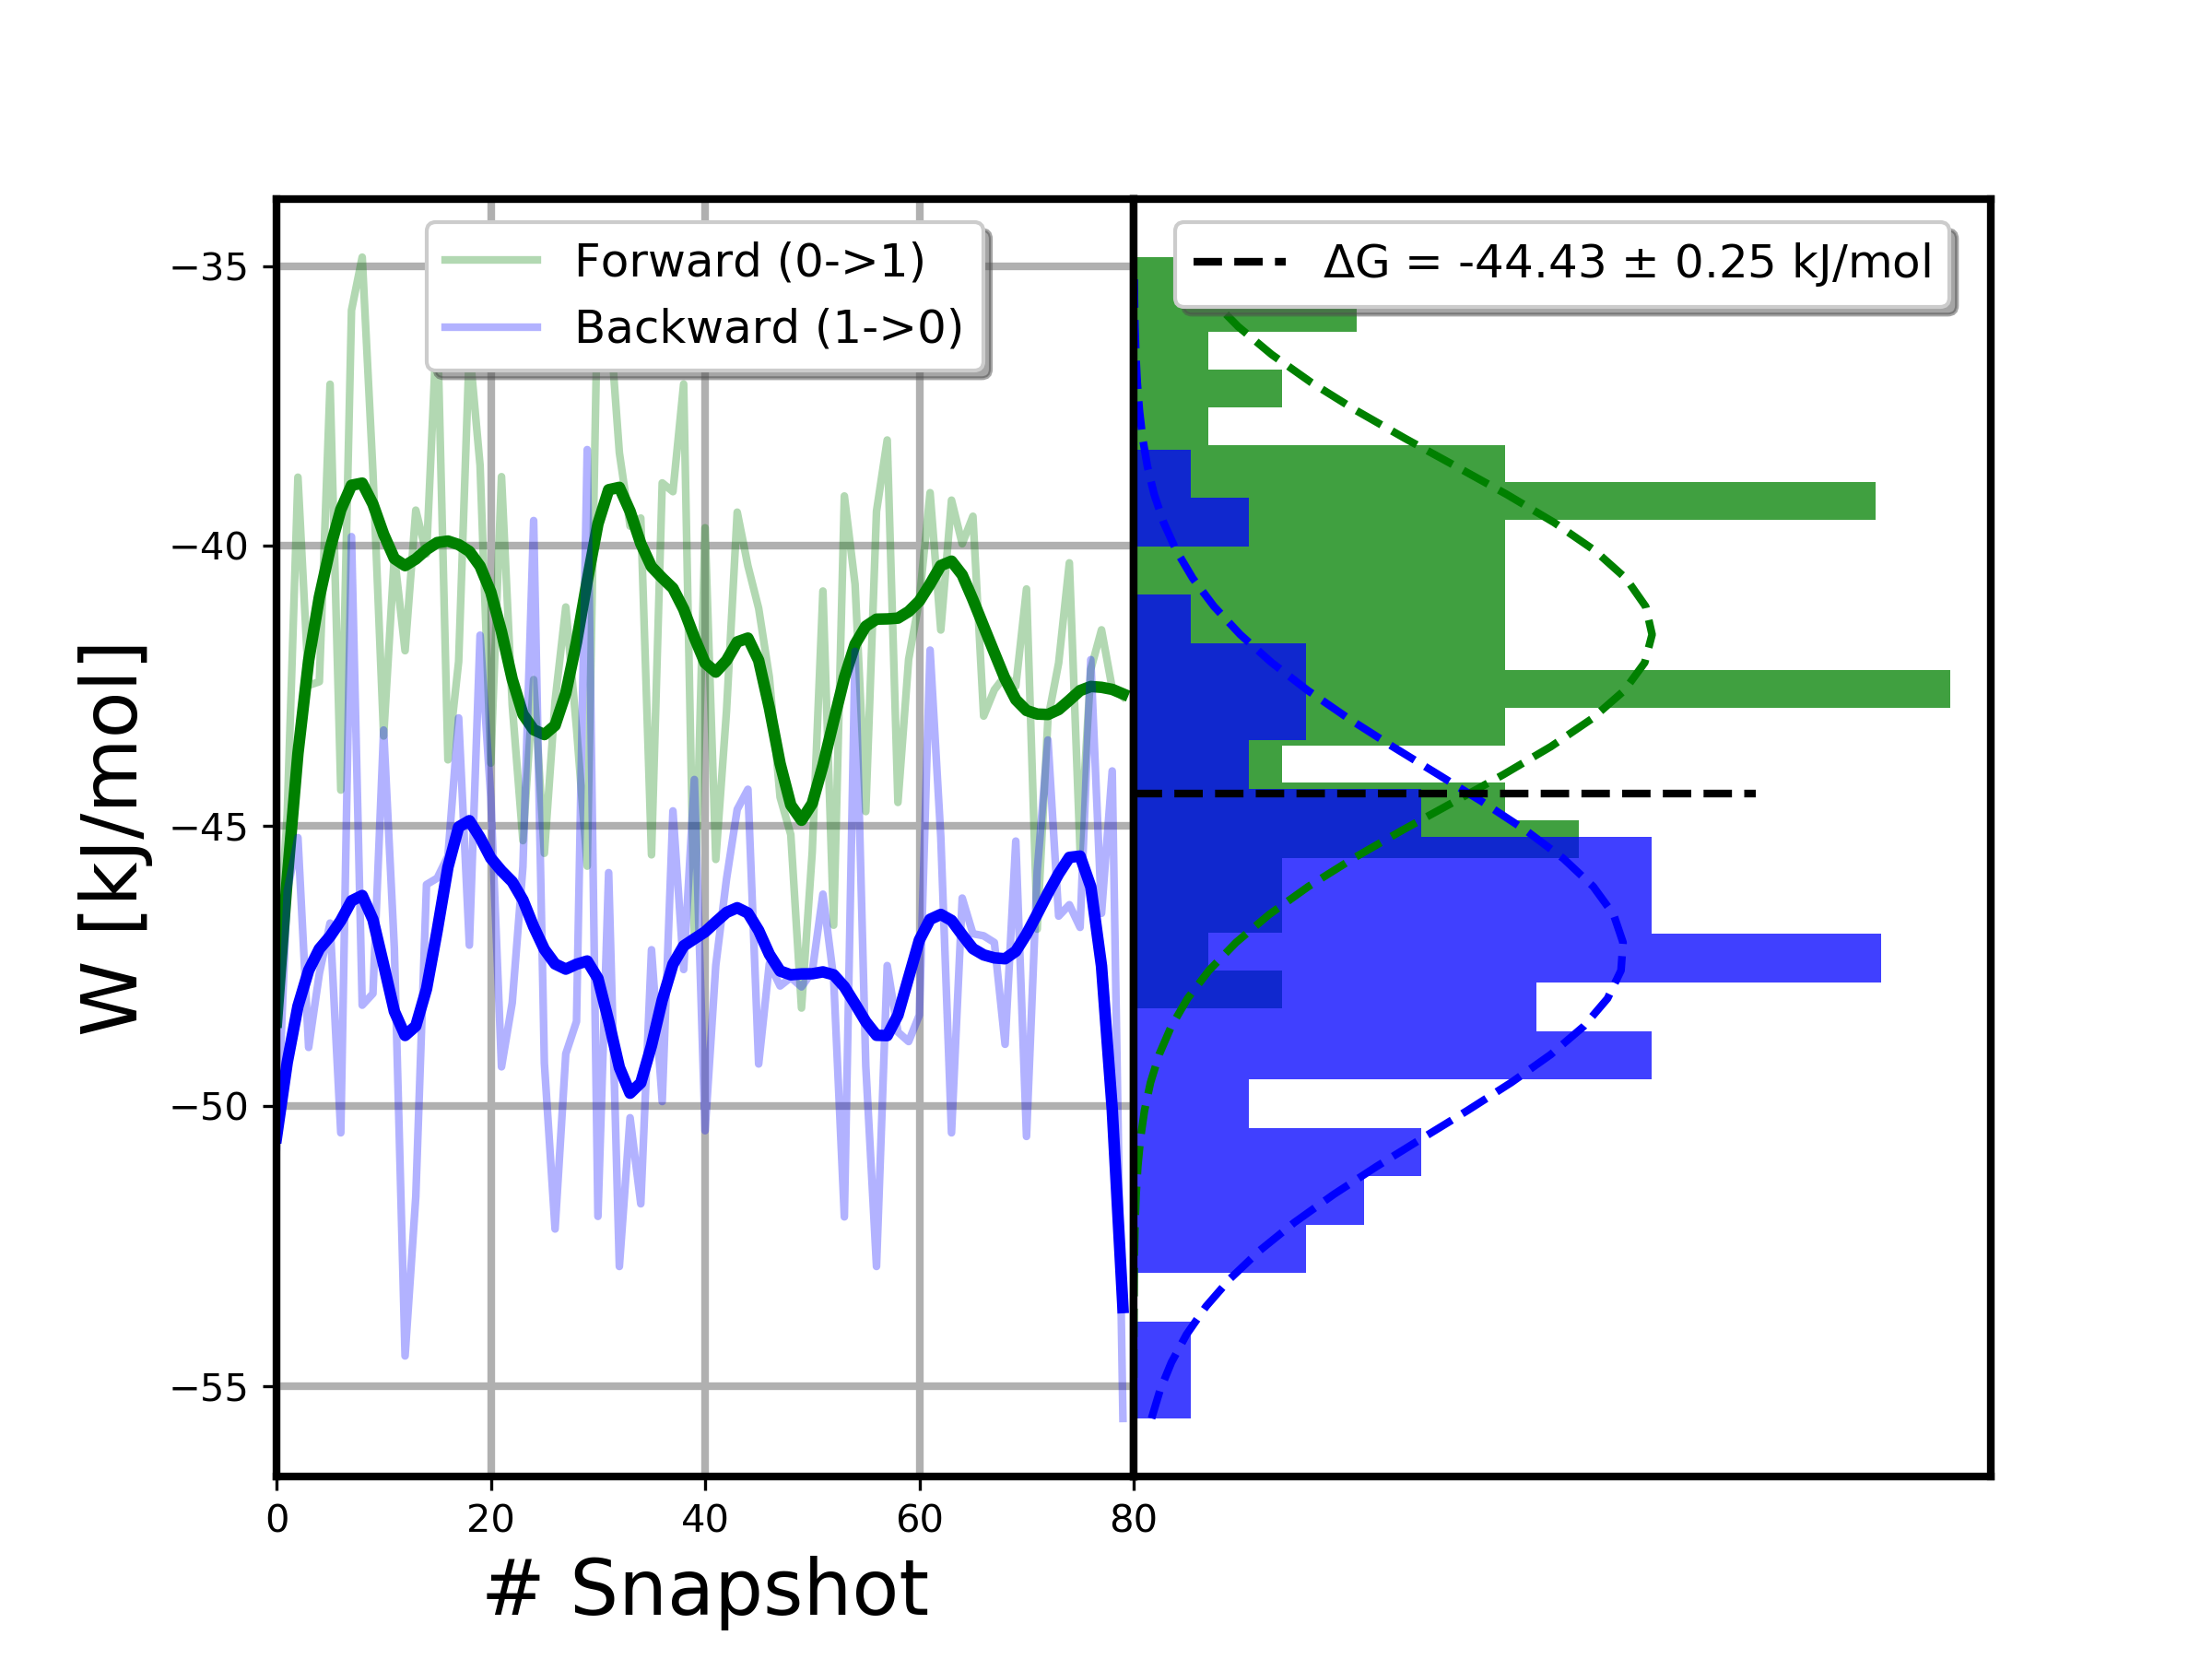 Forward (0->1)
Backward (1->0)
ΔG = -44.43 ± 0.25 kJ/mol
−35
−40
−45
−50
−55
W [kJ/mol]
0
20
40
60
80
# Snapshot